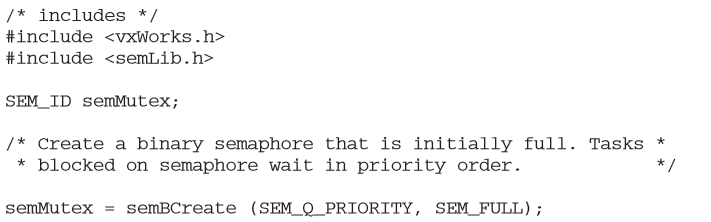 /* includes */
#include <vxWorks.h>
#include <semLib.h>
SEM_ID semMutex;
/* Create a binary semaphore that is initially full. Tasks *
* blocked on semaphore wait in priority order. */
semMutex = semBCreate (SEM_Q_PRIORITY, SEM_FULL);